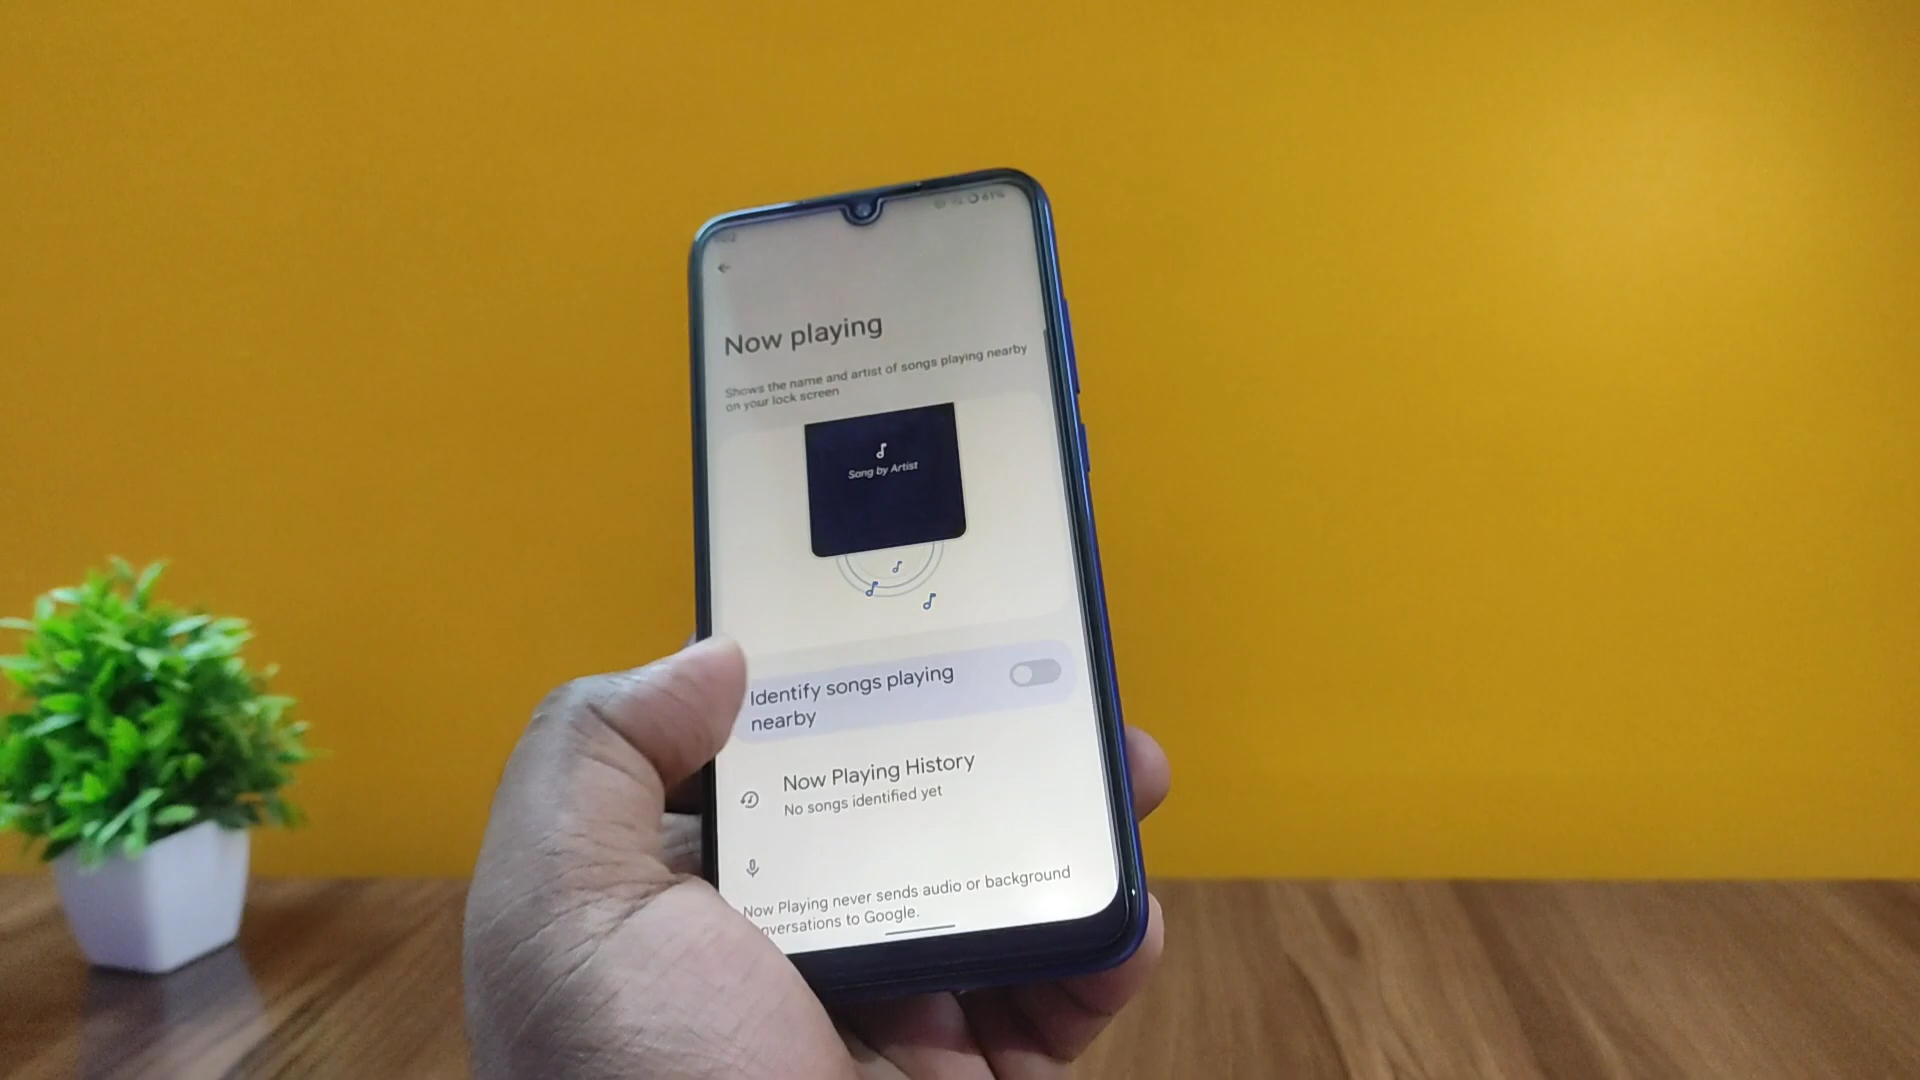 61%
Now playing
Shows the name and artist of songs playing nearby
on your lock screen
Song by Artist
Identify songs playing
nearby
Now Playing History
No songs identified yet
Now Playing never sends audio or background
onversations to Google.